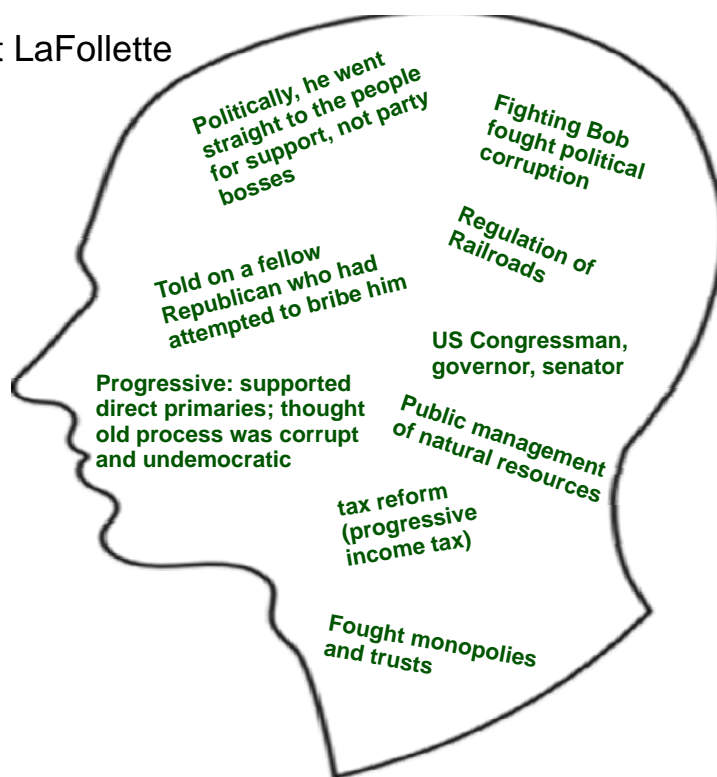 LaFollette
Politically, he went
straight to the people
for support, not party
bosses
Fighting Bob
fought political
corruption
Regulation of
Railroads
Told on a fellow
Republican who had
attempted to bribe him
US Congressman,
governor, senator
Progressive: supported
direct primaries; thought
old process was corrupt
and undemocratic
Public management
of natural resources
tax reform
(progressive
income tax)
Fought monopolies
and trusts